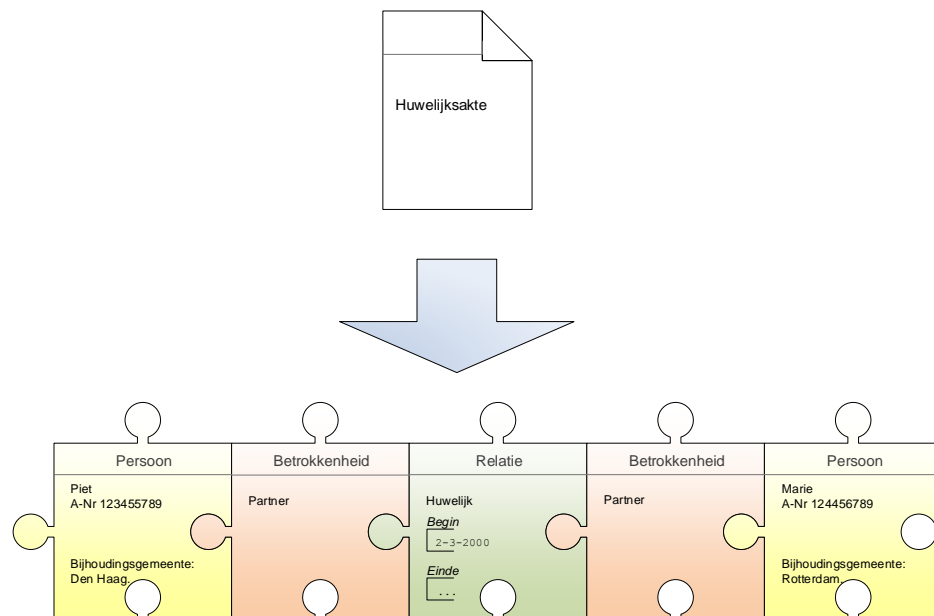 Huwelijksakte
Persoon
Betrokkenheid
Relatie
Betrokkenheid
Persoon
Piet
A-Nr 123455789
Bijhoudingsgemeente:
Den Haag.
Partner
Huwelijk
Begin
2-3-2000
Einde
...
Partner
Marie
A-Nr 124456789
Bijhoudingsgemeente:
Rotterdam.